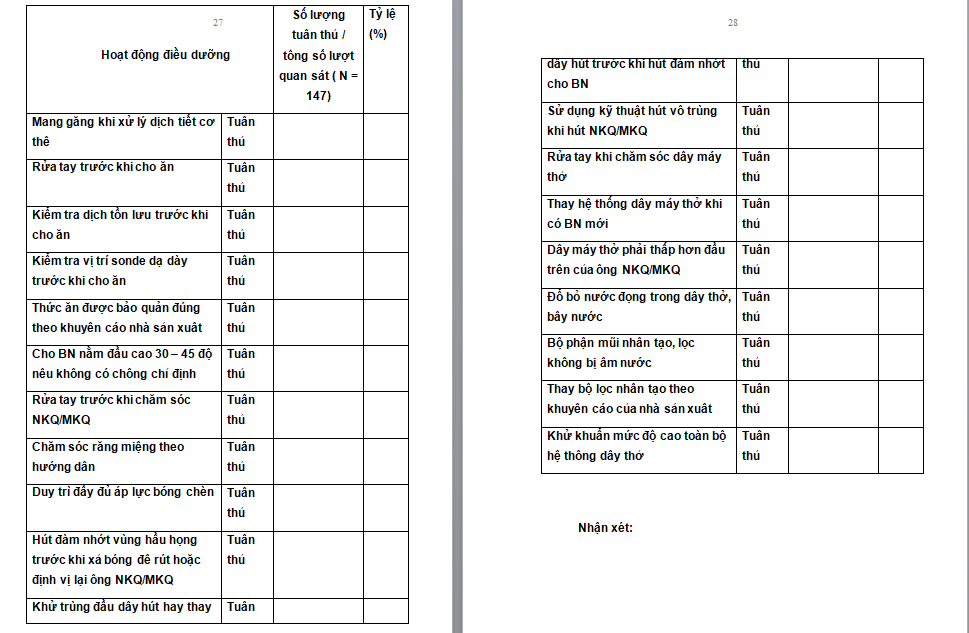 27
Hoạt động điều dưỡng
Số lượng
tuân thủ /
tổng số lượt
quan sát ( N =
147)
Tỷ lệ
(%)
Mang găng khi xử lý dịch tiết cơ
thể
Tuân
thủ
Rửa tay trước khi cho ăn
Tuân
thủ
Kiểm tra dịch tồn lưu trước khi
cho ăn
Tuân
thủ
Kiểm tra vị trí sonde dạ dày
trước khi cho ăn
Tuân
thủ
Thức ăn được bảo quản đúng
theo khuyến cáo nhà sản xuất
Tuân
thủ
Cho BN nằm đầu cao 30 – 45 độ
nếu không có chống chỉ định
Tuân
thủ
Rửa tay trước khi chăm sóc
NKQ/MKQ
Tuân
thủ
Chăm sóc răng miệng theo
hướng dẫn
Tuân
thủ
Duy trì đầy đủ áp lực bóng chèn
Tuân
thủ
Hút đàm nhớt vùng hầu họng
trước khi xả bóng để rút hoặc
định vị lại ống NKQ/MKQ
Tuân
thủ
Khử trùng đầu dây hút hay thay
Tuân
28
dây hút trước khi hút đàm nhớt
cho BN
thủ
Sử dụng kỹ thuật hút vô trùng
khi hút NKQ/MKQ
Tuân
thủ
Rửa tay khi chăm sóc dây máy
thở
Tuân
thủ
Thay hệ thống dây máy thở khi
có BN mới
Tuân
thủ
Dây máy thở phải thấp hơn đầu
trên của ống NKQ/MKQ
Tuân
thủ
Đổ bỏ nước đọng trong dây thở,
bẫy nước
Tuân
thủ
Bộ phận mũi nhân tạo, lọc
không bị ẩm nước
Tuân
thủ
Thay bộ lọc nhân tạo theo
khuyến cáo của nhà sản xuất
Tuân
thủ
Khử khuẩn mức độ cao toàn bộ
hệ thống dây thở
Tuân
thủ
Nhận xét: